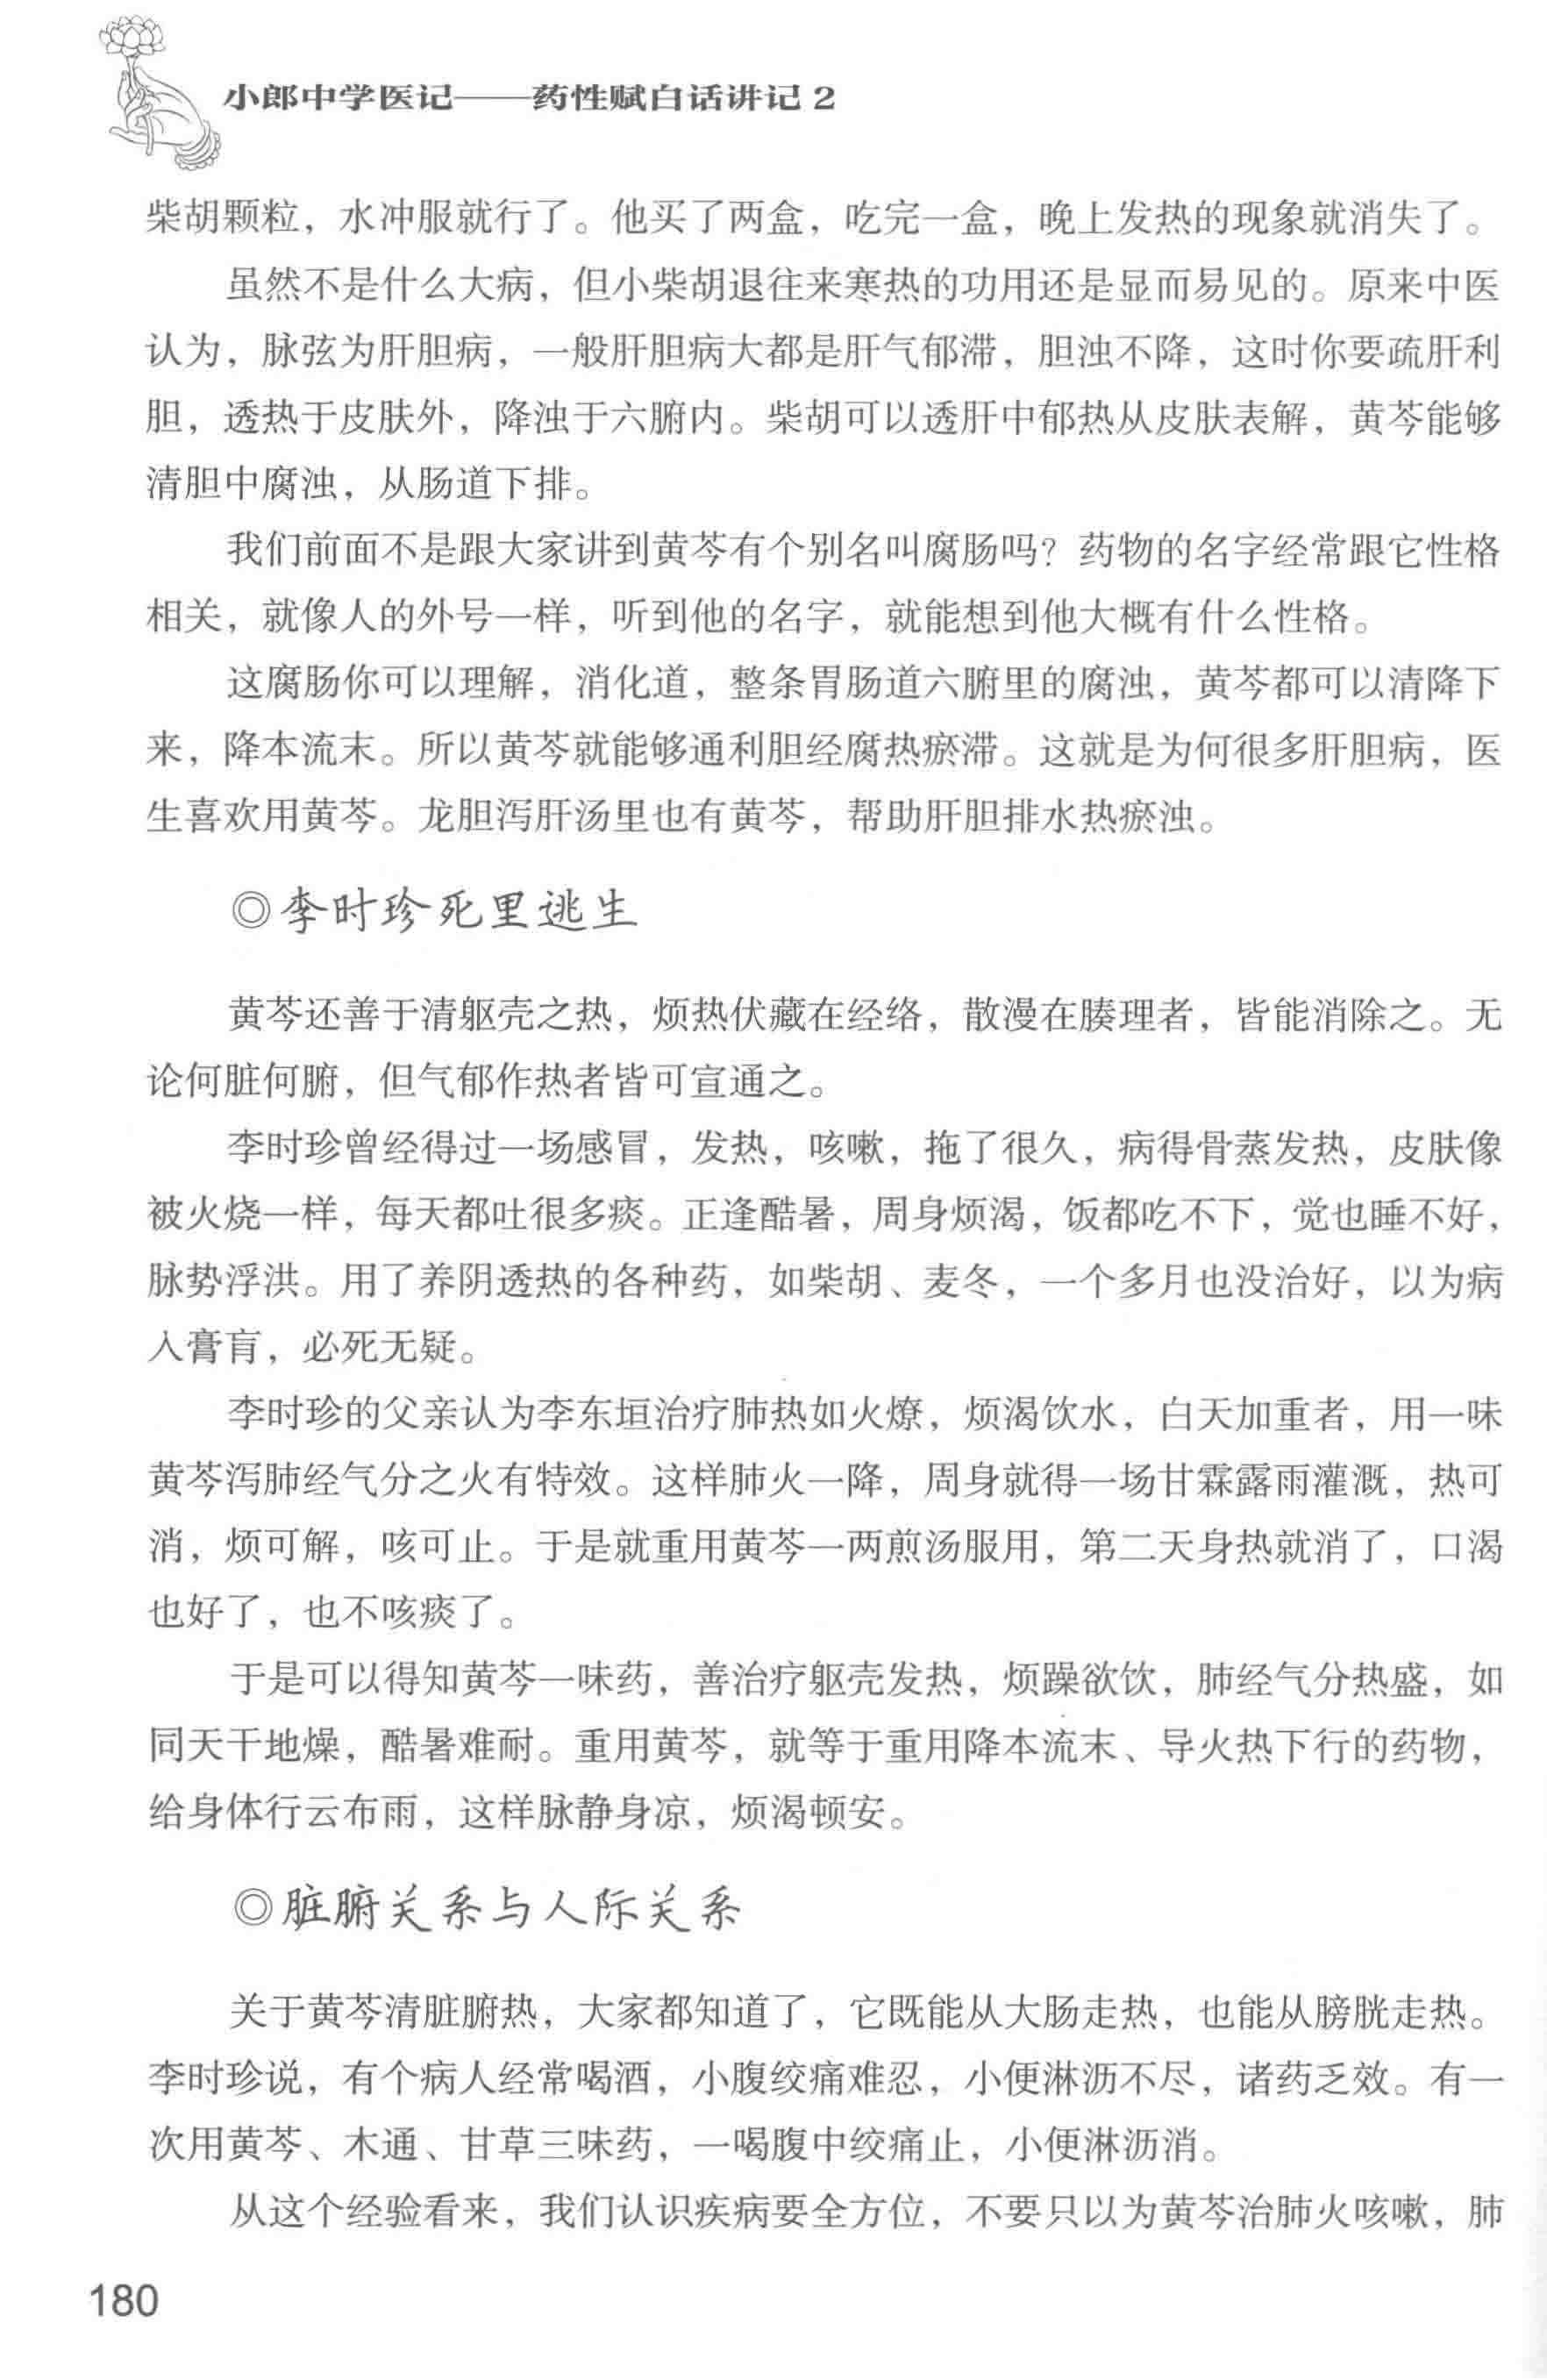 小郎中学医记——药性赋白话讲记 2
柴胡颗粒，水冲服就行了。他买了两盒，吃完一盒，晚上发热的现象就消失了。
虽然不是什么大病，但小柴胡退往来寒热的功用还是显而易见的。原来中医
认为，脉弦为肝胆病，一般肝胆病大都是肝气郁滞，胆浊不降，这时你要疏肝利
胆，透热于皮肤外，降浊于六腑内。柴胡可以透肝中郁热从皮肤表解，黄芩能够
清胆中腐浊，从肠道下排。
我们前面不是跟大家讲到黄芩有个别名叫腐肠吗？药物的名字经常跟它性格
相关，就像人的外号一样，听到他的名字，就能想到他大概有什么性格。
这腐肠你可以理解，消化道，整条胃肠道六腑里的腐浊，黄芩都可以清降下
来，降本流末。所以黄芩就能够通利胆经腐热瘀滞。这就是为何很多肝胆病，医
生喜欢用黄芩。龙胆泻肝汤里也有黄芩，帮助肝胆排水热瘀浊。
◎李时珍死里逃生
黄芩还善于清躯壳之热，烦热伏藏在经络，散漫在腠理者，皆能消除之。无
论何脏何腑，但气郁作热者皆可宣通之。
李时珍曾经得过一场感冒，发热，咳嗽，拖了很久，病得骨蒸发热，皮肤像
被火烧一样，每天都吐很多痰。正逢酷暑，周身烦渴，饭都吃不下，觉也睡不好，
脉势浮洪。用了养阴透热的各种药，如柴胡、麦冬，一个多月也没治好，以为病
入膏肓，必死无疑。
李时珍的父亲认为李东垣治疗肺热如火燎，烦渴饮水，白天加重者，用一味
黄芩泻肺经气分之火有特效。这样肺火一降，周身就得一场甘霖露雨灌溉，热可
消，烦可解，咳可止。于是就重用黄芩一两煎汤服用，第二天身热就消了，口渴
也好了，也不咳痰了。
于是可以得知黄芩一味药，善治疗躯壳发热，烦躁欲饮，肺经气分热盛，如
同天干地燥，酷暑难耐。重用黄芩，就等于重用降本流末、导火热下行的药物，
给身体行云布雨，这样脉静身凉，烦渴顿安。
◎脏腑关系与人际关系
关于黄芩清脏腑热，大家都知道了，它既能从大肠走热，也能从膀胱走热。
李时珍说，有个病人经常喝酒，小腹绞痛难忍，小便淋沥不尽，诸药乏效。有一
次用黄芩、木通、甘草三味药，一喝腹中绞痛止，小便淋沥消。
从这个经验看来，我们认识疾病要全方位，不要只以为黄芩治肺火咳嗽，肺
180